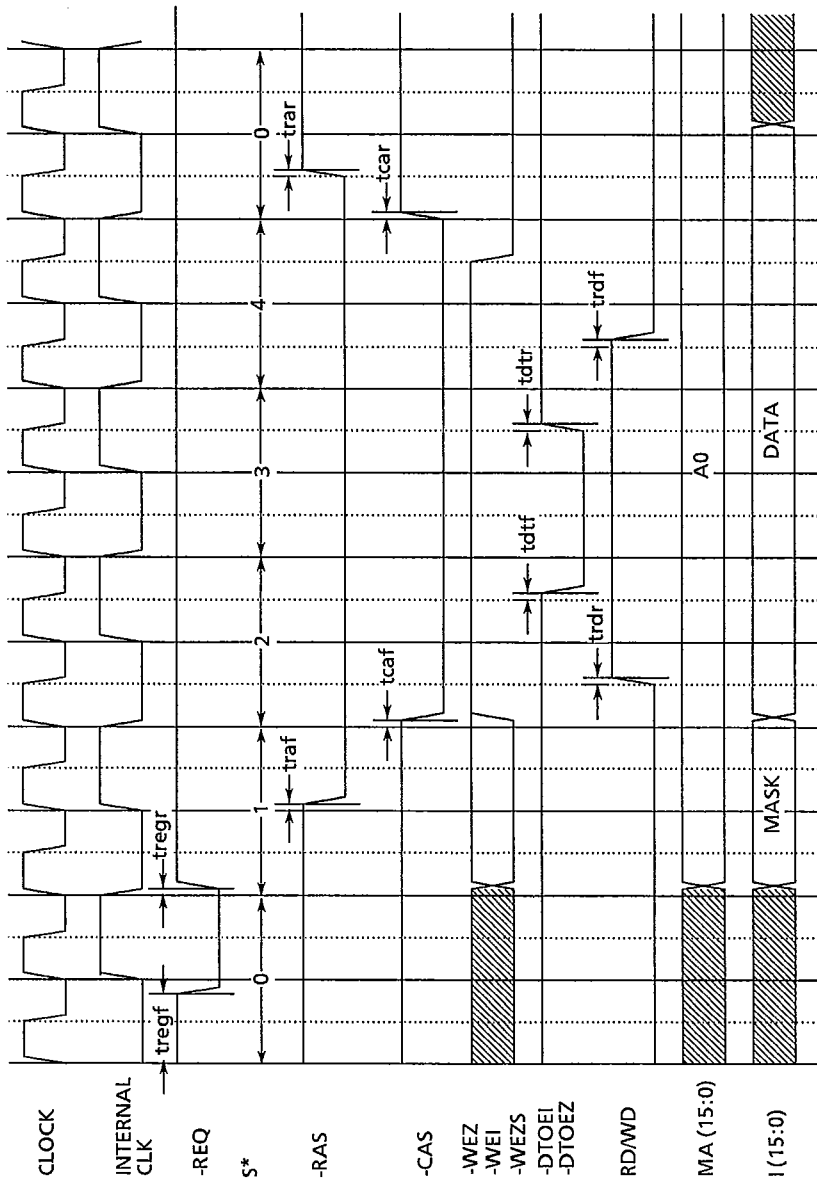 CLOCK
INTERNAL
CLK
-REQ
tregf
tregr
S*
0
1
2
3
4
0
-RAS
traf
trar
-CAS
tcaf
tcar
-WEZ
-WEI
-WEZS
-DTOEI
-DTOEZ
tdtf
tdtr
RD/WD
trdr
trdf
MA (15:0)
A0
I (15:0)
MASK
DATA